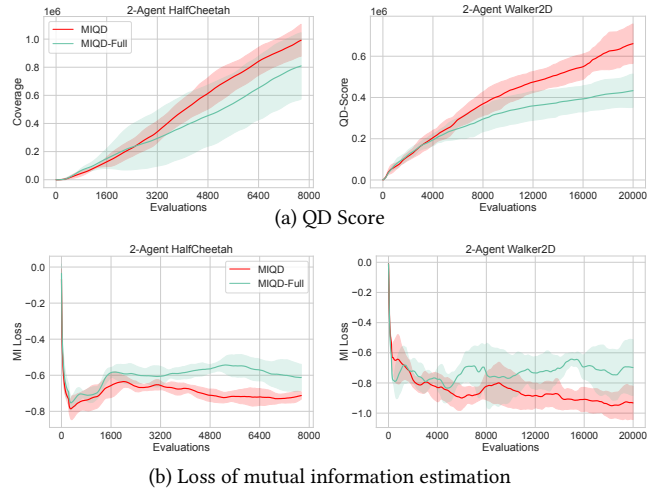 2-Agent HalfCheetah
2-Agent Walker2D
1e6
1e6
MIQD
MIQD-Full
1.0
0.8
0.6
0.4
0.2
0.0
Coverage
0
1600
3200
4800
6400
8000
Evaluations
0.6
0.4
0.2
0.0
QD-Score
0
4000
8000
12000
16000
20000
Evaluations
(a) QD Score
2-Agent HalfCheetah
2-Agent Walker2D
MIQD
MIQD-Full
0.0
−0.2
−0.4
−0.6
−0.8
MI Loss
0
1600
3200
4800
6400
8000
Evaluations
0.0
−0.2
−0.4
−0.6
−0.8
−1.0
MI Loss
0
4000
8000
12000
16000
20000
Evaluations
(b) Loss of mutual information estimation